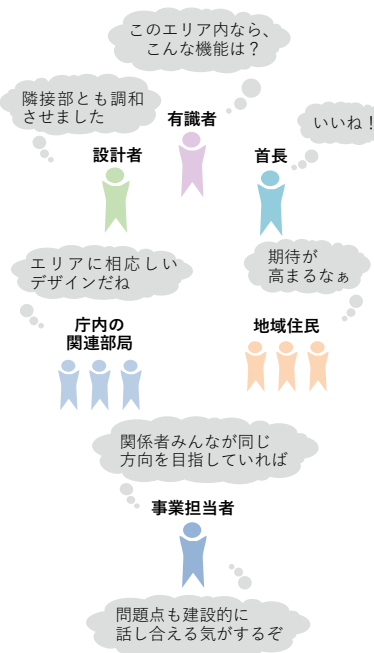 このエリア内なら、
こんな機能は？
隣接部とも調和
させました
有識者
いいね！
設計者
首長
エリアに相応しい
デザインだね
期待が
高まるなぁ
庁内の
関連部局
地域住民
関係者みんなが同じ
方向を目指していれば
事業担当者
問題点も建設的に
話し合える気がするぞ